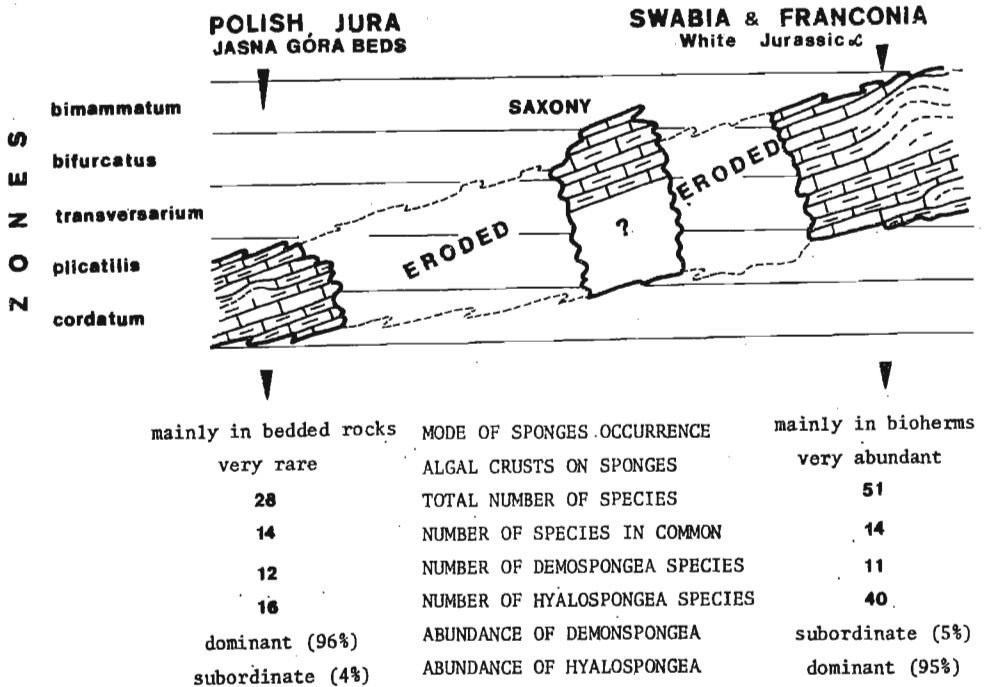 POLISH JURA
JASNA GÓRA BEDS
SWABIA & FRANCONIA
White Jurassic α
ZONES
bimammatum
bifurcatus
transversarium
plicatilis
cordatum
SAXONY
ERODED
ERODED
?
mainly in bedded rocks MODE OF SPONGES OCCURRENCE mainly in bioherms
very rare ALGAL CRUSTS ON SPONGES very abundant
28 TOTAL NUMBER OF SPECIES 51
14 NUMBER OF SPECIES IN COMMON 14
12 NUMBER OF DEMOSPONGEA SPECIES 11
16 NUMBER OF HYALOSPONGEA SPECIES 40
dominant (96%) ABUNDANCE OF DEMONSPONGEA subordinate (5%)
subordinate (4%) ABUNDANCE OF HYALOSPONGEA dominant (95%)